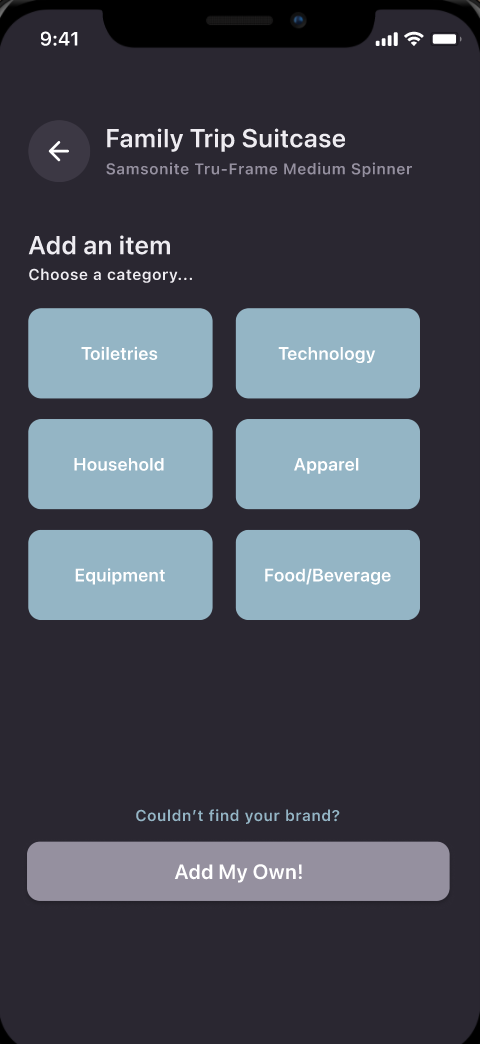 9:41
Family Trip Suitcase
Samsonite Tru-Frame Medium Spinner
Add an item
Choose a category...
Toiletries
Technology
Household
Apparel
Equipment
Food/Beverage
Couldn’t find your brand?
Add My Own!